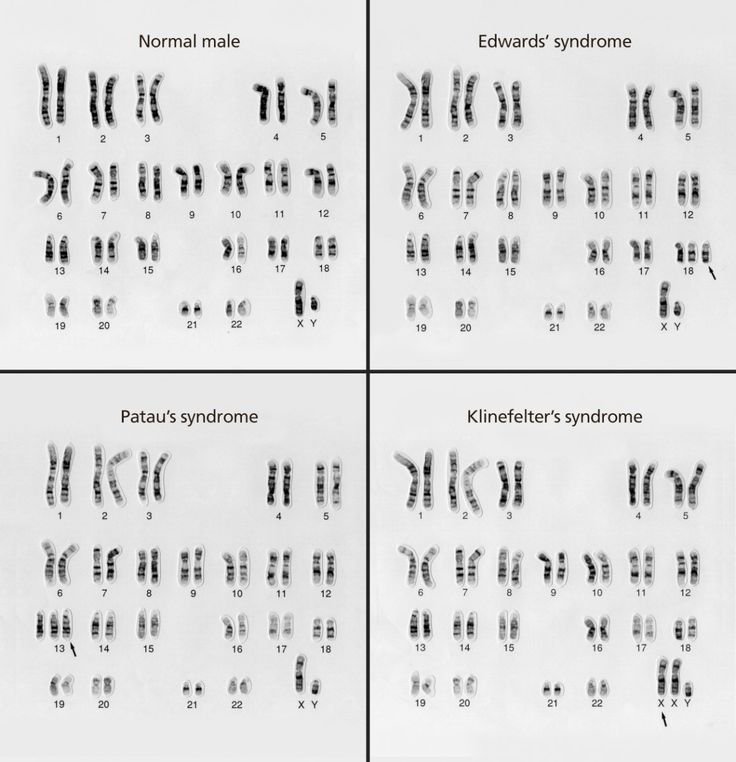 Normal male
1 2 3 4 5
6 7 8 9 10 11 12
13 14 15 16 17 18
19 20 21 22 X Y
Edwards’ syndrome
1 2 3 4 5
6 7 8 9 10 11 12
13 14 15 16 17 18
19 20 21 22 X Y
Patau’s syndrome
1 2 3 4 5
6 7 8 9 10 11 12
13 14 15 16 17 18
19 20 21 22 X Y
Klinefelter’s syndrome
1 2 3 4 5
6 7 8 9 10 11 12
13 14 15 16 17 18
19 20 21 22 X X Y